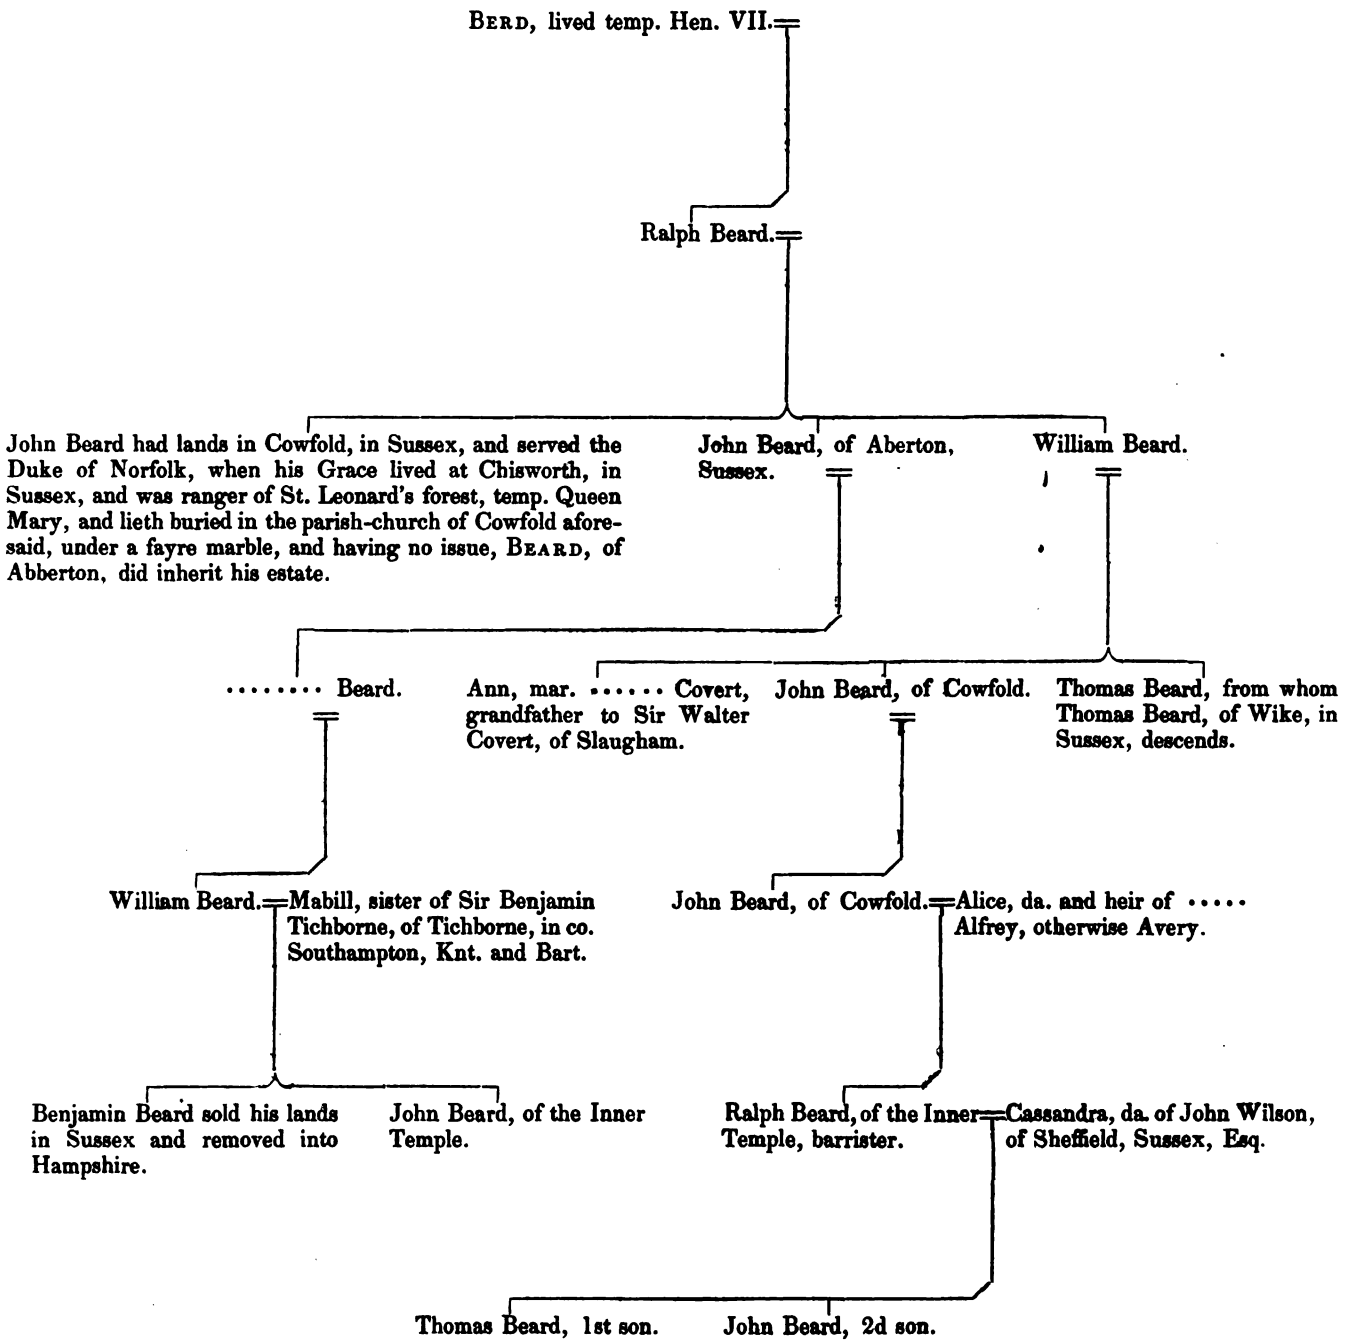 BERD, lived temp. Hen. VII.
Ralph Beard.
John Beard had lands in Cowfold, in Sussex, and served the
Duke of Norfolk, when his Grace lived at Chisworth, in
Sussex, and was ranger of St. Leonard's forest, temp. Queen
Mary, and lieth buried in the parish-church of Cowfold afore-
said, under a fayre marble, and having no issue, BEARD, of
Abberton, did inherit his estate.
John Beard, of Aberton,
Sussex.
William Beard.
........ Beard.
Ann, mar. ...... Covert,
grandfather to Sir Walter
Covert, of Slaugham.
John Beard, of Cowfold.
Thomas Beard, from whom
Thomas Beard, of Wike, in
Sussex, descends.
William Beard.=Mabill, sister of Sir Benjamin
Tichborne, of Tichborne, in co.
Southampton, Knt. and Bart.
John Beard, of Cowfold.=Alice, da. and heir of .....
Alfrey, otherwise Avery.
Benjamin Beard sold his lands
in Sussex and removed into
Hampshire.
John Beard, of the Inner
Temple.
Ralph Beard, of the Inner=Cassandra, da. of John Wilson,
Temple, barrister. of Sheffield, Sussex, Esq.
Thomas Beard, 1st son.
John Beard, 2d son.